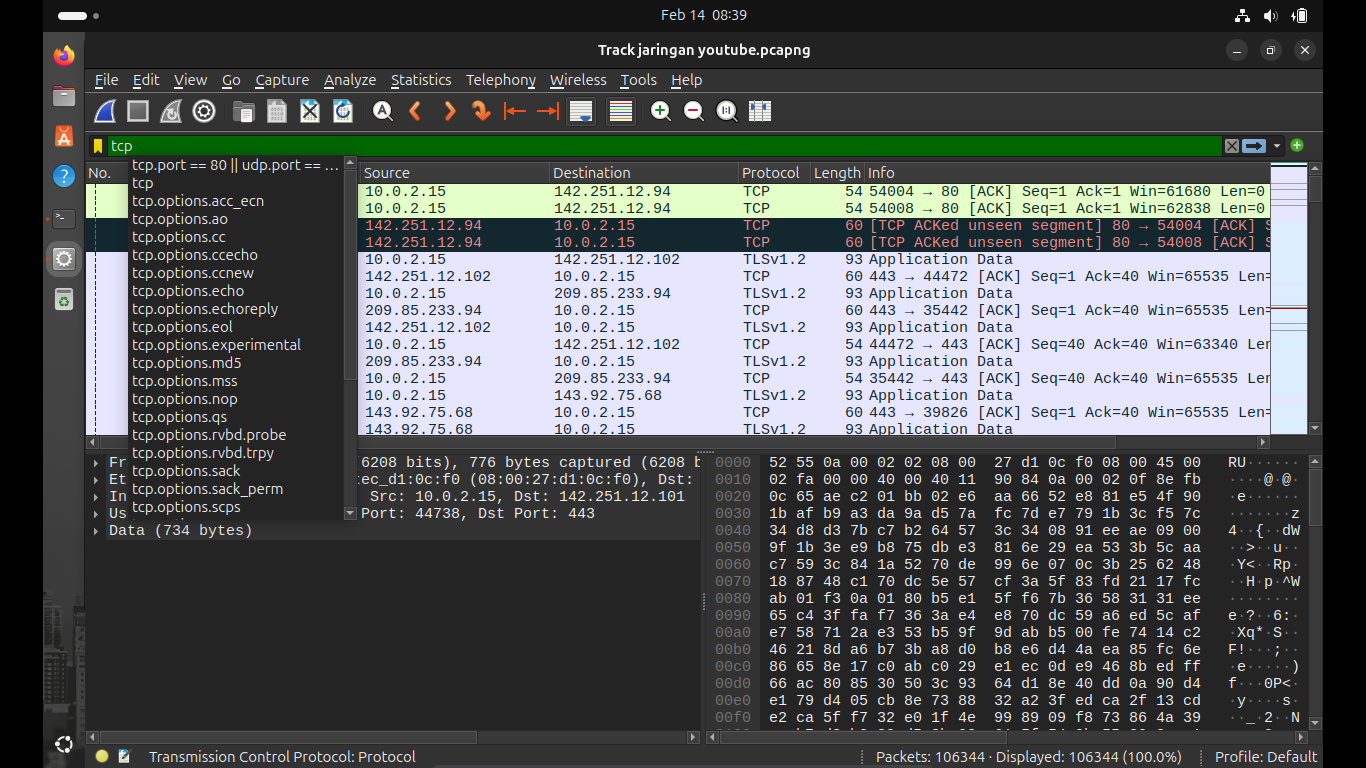 Feb 14 08:39
Track jaringan youtube.pcapng
File Edit View Go Capture Analyze Statistics Telephony Wireless Tools Help
tcp
tcp.port == 80 || udp.port == …
tcp
tcp.options.acc_ecn
tcp.options.ao
tcp.options.cc
tcp.options.ccecho
tcp.options.ccnew
tcp.options.echo
tcp.options.echoreply
tcp.options.eol
tcp.options.experimental
tcp.options.md5
tcp.options.mss
tcp.options.nop
tcp.options.qs
tcp.options.rvbd.probe
tcp.options.rvbd.trpy
tcp.options.sack
tcp.options.sack_perm
tcp.options.scps
No. Source Destination Protocol Length Info
10.0.2.15 142.251.12.94 TCP 54 54004 → 80 [ACK] Seq=1 Ack=1 Win=61680 Len=0
10.0.2.15 142.251.12.94 TCP 54 54008 → 80 [ACK] Seq=1 Ack=1 Win=62838 Len=0
142.251.12.94 10.0.2.15 TCP 60 [TCP ACKed unseen segment] 80 → 54004 [ACK] S
142.251.12.94 10.0.2.15 TCP 60 [TCP ACKed unseen segment] 80 → 54008 [ACK] S
10.0.2.15 142.251.12.102 TLSv1.2 93 Application Data
142.251.12.102 10.0.2.15 TCP 60 443 → 44472 [ACK] Seq=1 Ack=40 Win=65535 Len=
10.0.2.15 209.85.233.94 TLSv1.2 93 Application Data
209.85.233.94 10.0.2.15 TCP 60 443 → 35442 [ACK] Seq=1 Ack=40 Win=65535 Len=
142.251.12.102 10.0.2.15 TLSv1.2 93 Application Data
10.0.2.15 142.251.12.102 TCP 54 44472 → 443 [ACK] Seq=40 Ack=40 Win=63340 Len
209.85.233.94 10.0.2.15 TLSv1.2 93 Application Data
10.0.2.15 209.85.233.94 TCP 54 35442 → 443 [ACK] Seq=40 Ack=40 Win=65535 Len
10.0.2.15 143.92.75.68 TLSv1.2 93 Application Data
143.92.75.68 10.0.2.15 TCP 60 443 → 39826 [ACK] Seq=1 Ack=40 Win=65535 Len=
143.92.75.68 10.0.2.15 TLSv1.2 93 Application Data
Fr (6208 bits), 776 bytes captured (6208 b
Et tec_d1:0c:f0 (08:00:27:d1:0c:f0), Dst:
In Src: 10.0.2.15, Dst: 142.251.12.101
Us Port: 44738, Dst Port: 443
Data (734 bytes)
0000 52 55 0a 00 02 02 08 00 27 d1 0c f0 08 00 45 00 RU······
0010 02 fa 00 00 40 00 40 11 90 84 0a 00 02 0f 8e fb ····@·@·
0020 0c 65 ae c2 01 bb 02 e6 aa 66 52 e8 81 e5 4f 90 ·e······
0030 1b af b9 a3 da 9a d5 7a fc 7d e7 79 1b 3c f5 7c ·······z
0040 34 d8 d3 7b c7 b2 64 57 3c 34 08 91 ee ae 09 00 4··{··dW
0050 9f 1b 3e e9 b8 75 db e3 81 6e 29 ea 53 3b 5c aa ··>··u··
0060 c7 59 3c 84 1a 52 70 de 99 6e 07 0c 3b 25 62 48 ·Y<··Rp·
0070 18 87 48 c1 70 dc 5e 57 cf 3a 5f 83 fd 21 17 fc ··H·p·^W
0080 ab 01 f3 0a 01 80 b5 e1 5f f6 7b 36 58 31 31 ee ········
0090 65 c4 3f fa f7 36 3a e4 e8 70 dc 59 a6 ed 5c af e·?··6:·
00a0 e7 58 71 2a e3 53 b5 9f 9d ab b5 00 fe 74 14 c2 ·Xq*·S··
00b0 46 21 8d a6 b7 3b a8 d0 b8 e6 d4 4a ea 85 fc 6e F!···;··
00c0 86 65 8e 17 c0 ab c0 29 e1 ec 0d e9 46 8b ed ff ·e·····)
00d0 66 ac 80 85 30 50 3c 93 64 d1 8e 40 dd 0a 90 d4 f···0P<·
00e0 e1 79 d4 05 cb 8e 73 88 32 a2 3f ed ca 2f 13 cd ·y····s·
00f0 e2 ca 5f f7 32 e0 1f 4e 99 89 09 f8 73 86 4a 39 ··_·2··N
Transmission Control Protocol: Protocol
Packets: 106344 · Displayed: 106344 (100.0%)
Profile: Default